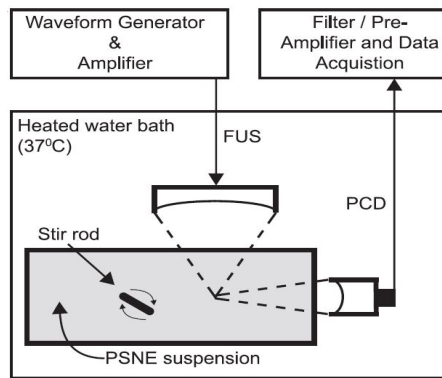 Waveform Generator
&
Amplifier
Filter / Pre-
Amplifier and Data
Acquistion
Heated water bath
(37⁰C)
FUS
PCD
Stir rod
PSNE suspension